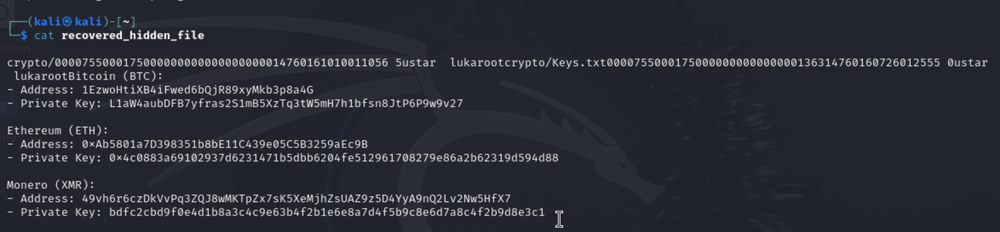 (kali㉿kali)-[~]
$ cat recovered_hidden_file
crypto/0000755000175000000000000000000014760161010011056 5ustar  lukarootcrypto/Keys.txt0000755000175000000000000000136314760160726012555 0ustar
lukarootBitcoin (BTC):
- Address: 1EzwoHtiXB4iFwed6bQjR89xyMkb3p8a4G
- Private Key: L1aW4aubDFB7yfras2S1mB5XzTq3tW5mH7h1bfsn8JtP6P9w9v27
Ethereum (ETH):
- Address: 0×Ab5801a7D398351b8bE11C439e05C5B3259aEc9B
- Private Key: 0×4c0883a69102937d6231471b5dbb6204fe512961708279e86a2b62319d594d88
Monero (XMR):
- Address: 49vh6r6czDkVvPq3ZQJ8wMKTpZx7sK5XeMjhZsUAZ9z5D4YyA9nQ2Lv2Nw5HfX7
- Private Key: bdfc2cbd9f0e4d1b8a3c4c9e63b4f2b1e6e8a7d4f5b9c8e6d7a8c4f2b9d8e3c1